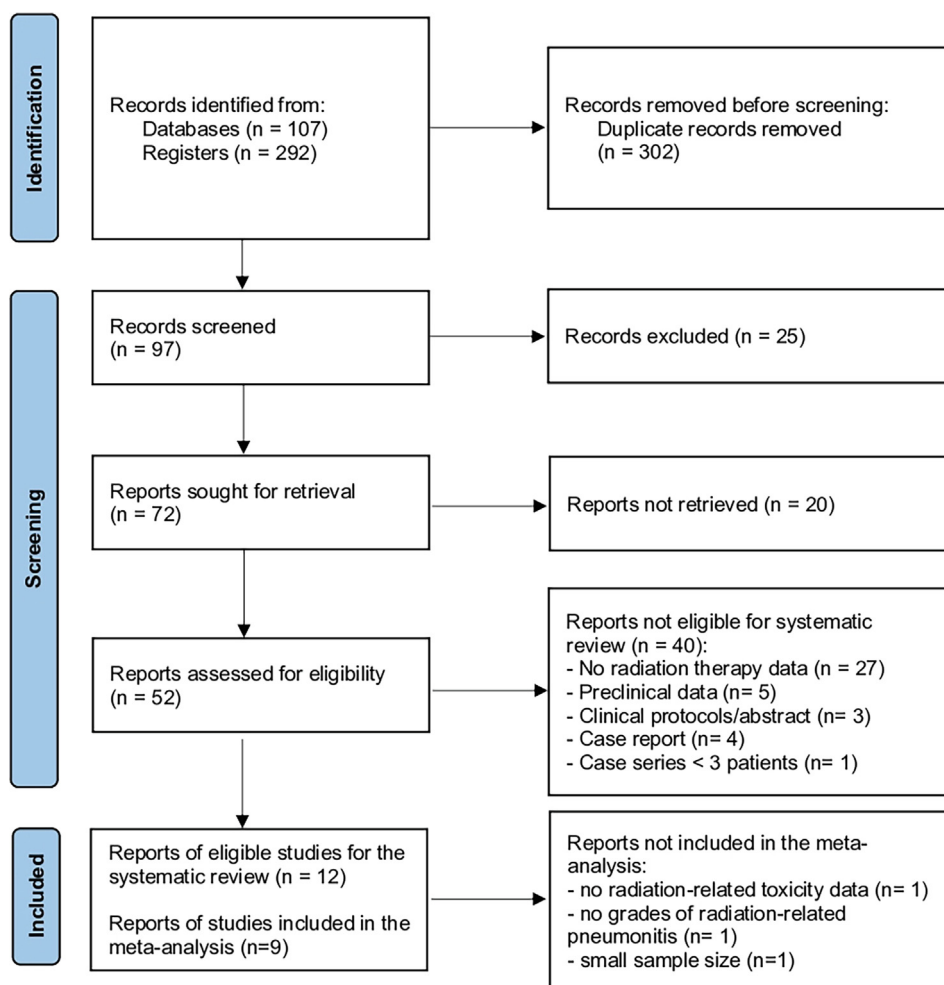 Identification
Records identified from:
Databases (n = 107)
Registers (n = 292)
Records removed before screening:
Duplicate records removed
(n = 302)
Screening
Records screened
(n = 97)
Records excluded (n = 25)
Reports sought for retrieval
(n = 72)
Reports not retrieved (n = 20)
Reports assessed for eligibility
(n = 52)
Reports not eligible for systematic
review (n = 40):
- No radiation therapy data (n = 27)
- Preclinical data (n= 5)
- Clinical protocols/abstract (n= 3)
- Case report (n= 4)
- Case series < 3 patients (n= 1)
Included
Reports of eligible studies for the
systematic review (n = 12)
Reports of studies included in the
meta-analysis (n=9)
Reports not included in the meta-
analysis:
- no radiation-related toxicity data (n= 1)
- no grades of radiation-related
pneumonitis (n= 1)
- small sample size (n=1)